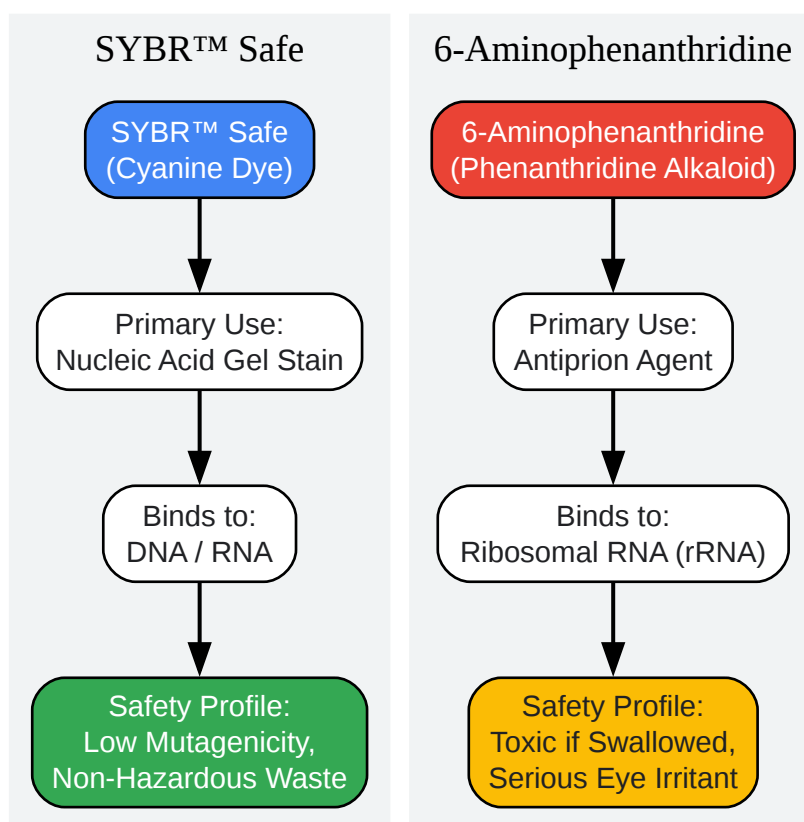 SYBR™ Safe
SYBR™ Safe
(Cyanine Dye)
Primary Use:
Nucleic Acid Gel Stain
Binds to:
DNA / RNA
Safety Profile:
Low Mutagenicity,
Non-Hazardous Waste
6-Aminophenanthridine
6-Aminophenanthridine
(Phenanthridine Alkaloid)
Primary Use:
Antiprion Agent
Binds to:
Ribosomal RNA (rRNA)
Safety Profile:
Toxic if Swallowed,
Serious Eye Irritant